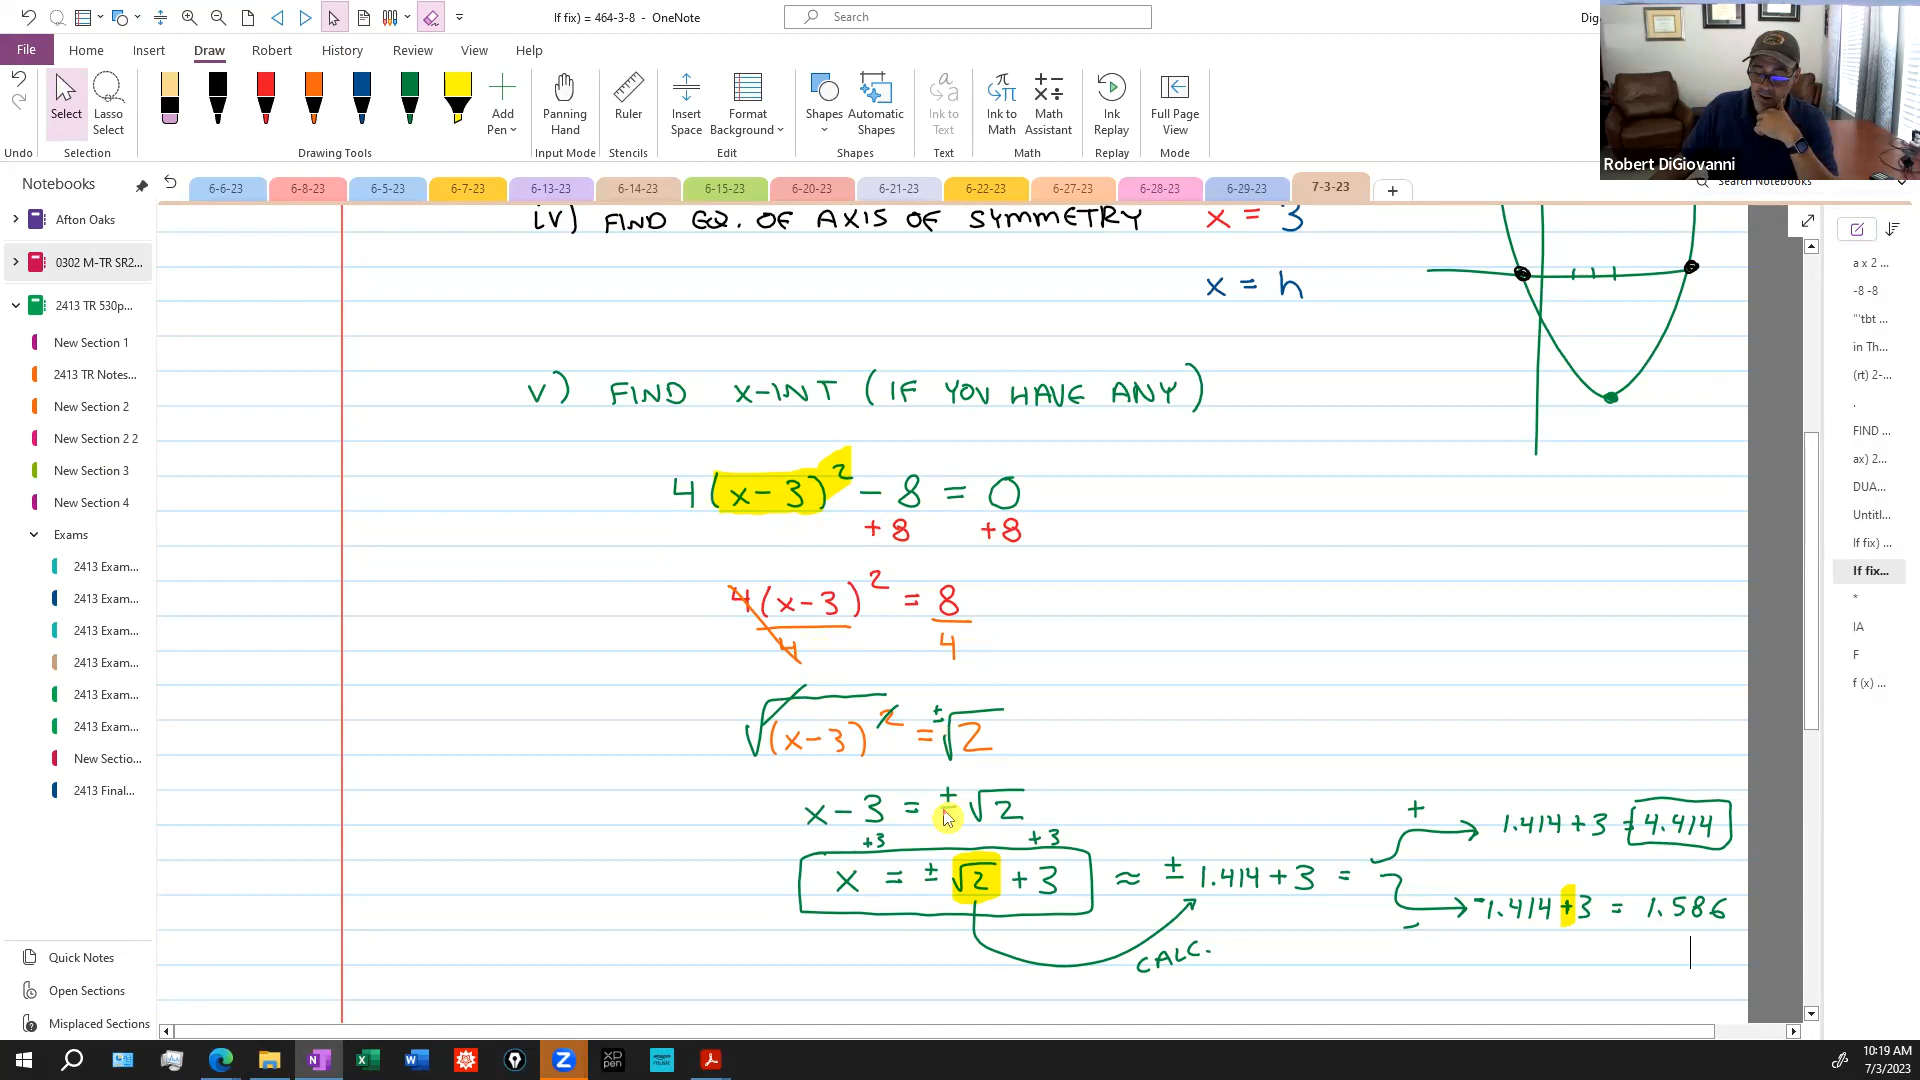 If fix) = 464-3-8 - OneNote
Search
Dig
File
Home
Insert
Draw
Robert
History
Review
View
Help
Robert DiGiovanni
Undo
Select
Lasso Select
Selection
Add Pen
Drawing Tools
Panning Hand
Input Mode
Ruler
Stencils
Insert Space
Format Background
Edit
Shapes
Automatic Shapes
Shapes
Ink to Text
Text
Ink to Math
Math Assistant
Math
Ink Replay
Replay
Full Page View
Mode
Notebooks
6-6-23
6-8-23
6-5-23
6-7-23
6-13-23
6-14-23
6-15-23
6-20-23
6-21-23
6-22-23
6-27-23
6-28-23
6-29-23
7-3-23
Search Notebooks
Afton Oaks
0302 M-TR SR2...
2413 TR 530p...
New Section 1
2413 TR Notes...
New Section 2
New Section 2 2
New Section 3
New Section 4
Exams
2413 Exam...
2413 Exam...
2413 Exam...
2413 Exam...
2413 Exam...
2413 Exam...
New Sectio...
2413 Final...
Quick Notes
Open Sections
Misplaced Sections
iv) FIND EQ. OF AXIS OF SYMMETRY x = 3
x = h
v) FIND x-INT (IF YOU HAVE ANY)
4(x-3)² - 8 = 0
+8 +8
4(x-3)² = 8
4 4
√(x-3)² = ±√2
x - 3 = ± √2
+3 +3
x = ± √2 + 3 ≈ ± 1.414 + 3 =
+ 1.414 + 3 = 4.414
- -1.414 + 3 = 1.586
CALC.
a x 2 ...
-8 -8
"'tbt ...
in Th...
(rt) 2-...
.
FIND ...
ax) 2...
DUA...
Untitl...
If fix) ...
If fix...
*
IA
F
f (x) ...
XP pen
10:19 AM
7/3/2023